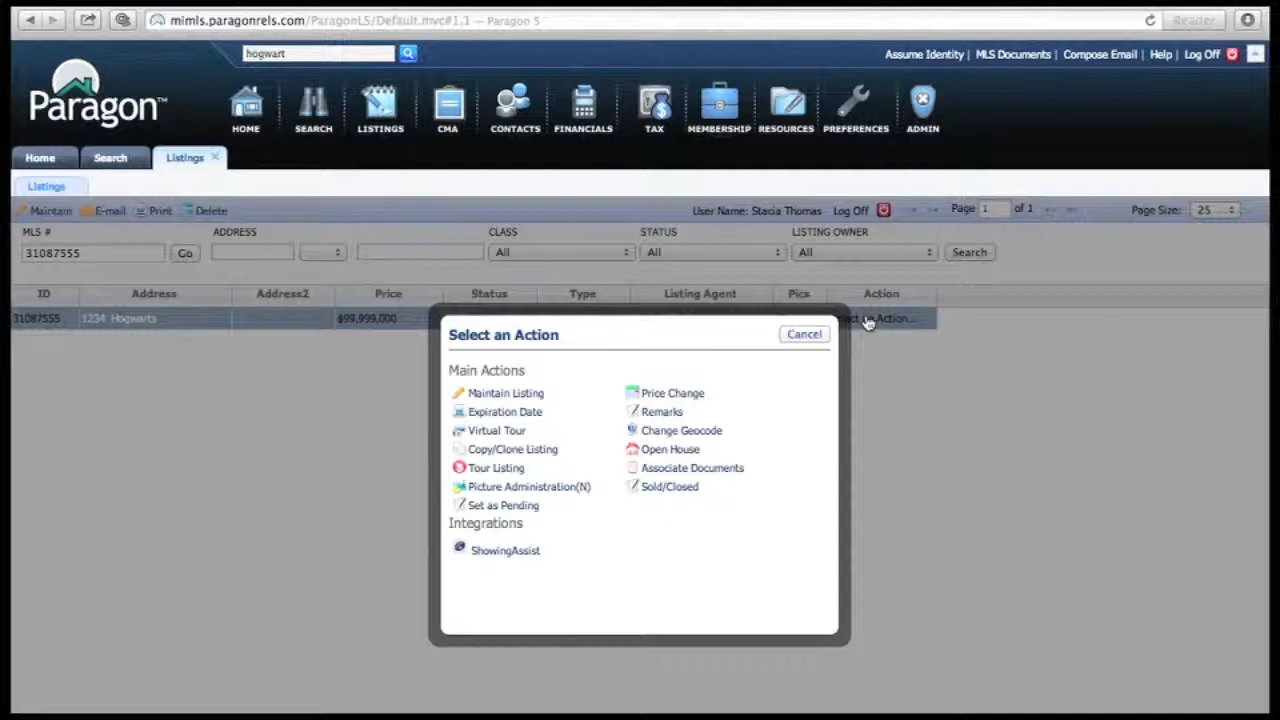 mimls.paragonrels.com/ParagonLS/Default.mvc#1,1 — Paragon 5 Reader
hogwart Assume Identity | MLS Documents | Compose Email | Help | Log Off
Paragon™
HOME SEARCH LISTINGS CMA CONTACTS FINANCIALS TAX MEMBERSHIP RESOURCES PREFERENCES ADMIN
Home Search Listings
Listings
Maintain E-mail Print Delete User Name: Stacia Thomas Log Off Page 1 of 1 Page Size: 25
MLS # ADDRESS CLASS STATUS LISTING OWNER
31087555 Go All All All Search
ID Address Address2 Price Status Type Listing Agent Pics Action
31087555 1234 Hogwarts $99,999,000 Action...
Select an Action Cancel
Main Actions
Maintain Listing Price Change
Expiration Date Remarks
Virtual Tour Change Geocode
Copy/Clone Listing Open House
Tour Listing Associate Documents
Picture Administration(N) Sold/Closed
Set as Pending
Integrations
ShowingAssist